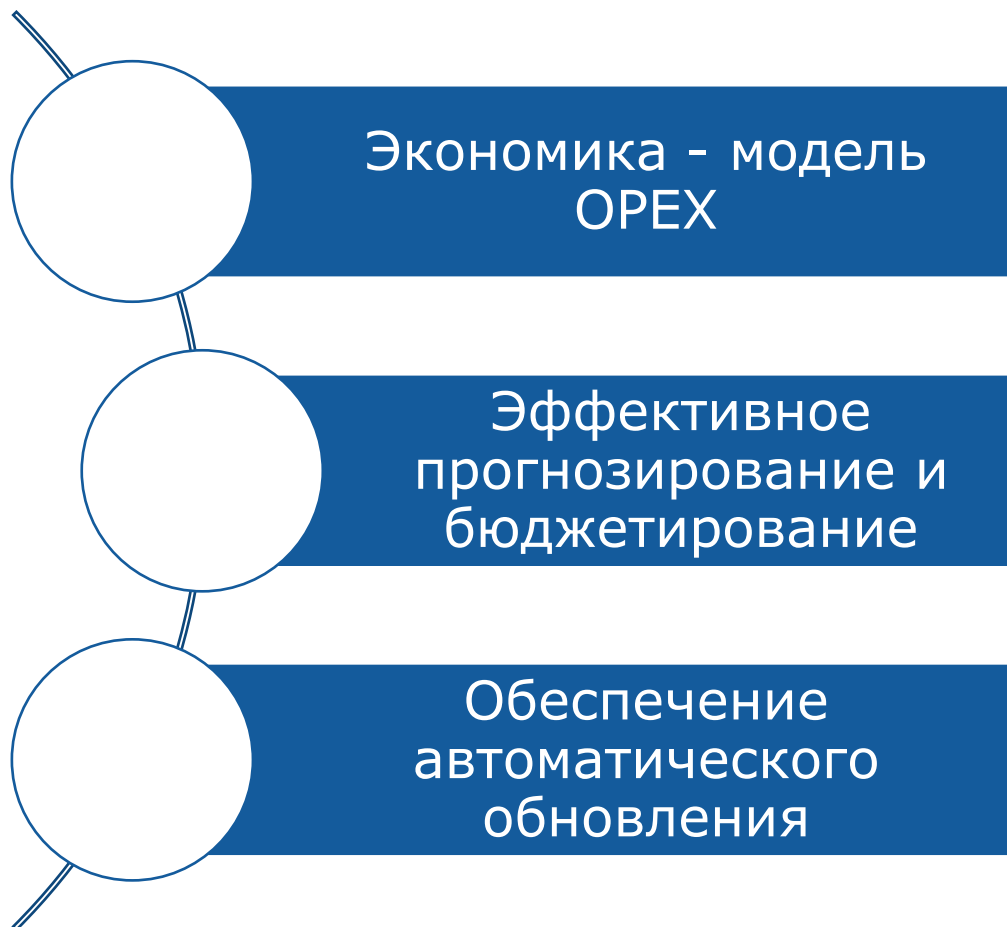 Экономика - модель
OPEX
Эффективное
прогнозирование и
бюджетирование
Обеспечение
автоматического
обновления